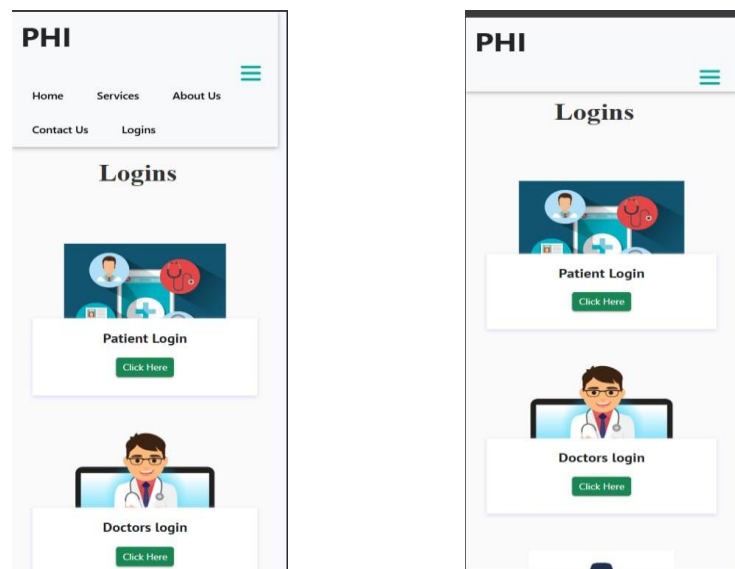 PHI
Home Services About Us
Contact Us Logins
Logins
Patient Login
Click Here
Doctors login
Click Here
PHI
Logins
Patient Login
Click Here
Doctors login
Click Here